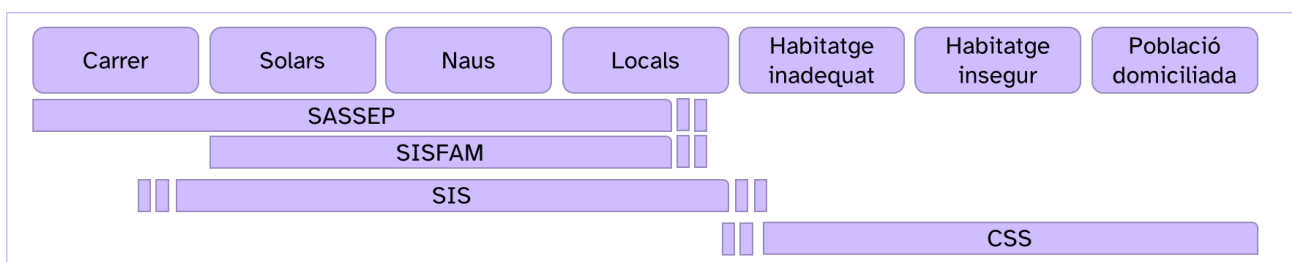 Carrer
Solars
Naus
Locals
Habitatge
inadequat
Habitatge
insegur
Població
domiciliada
SASSEP
SISFAM
SIS
CSS